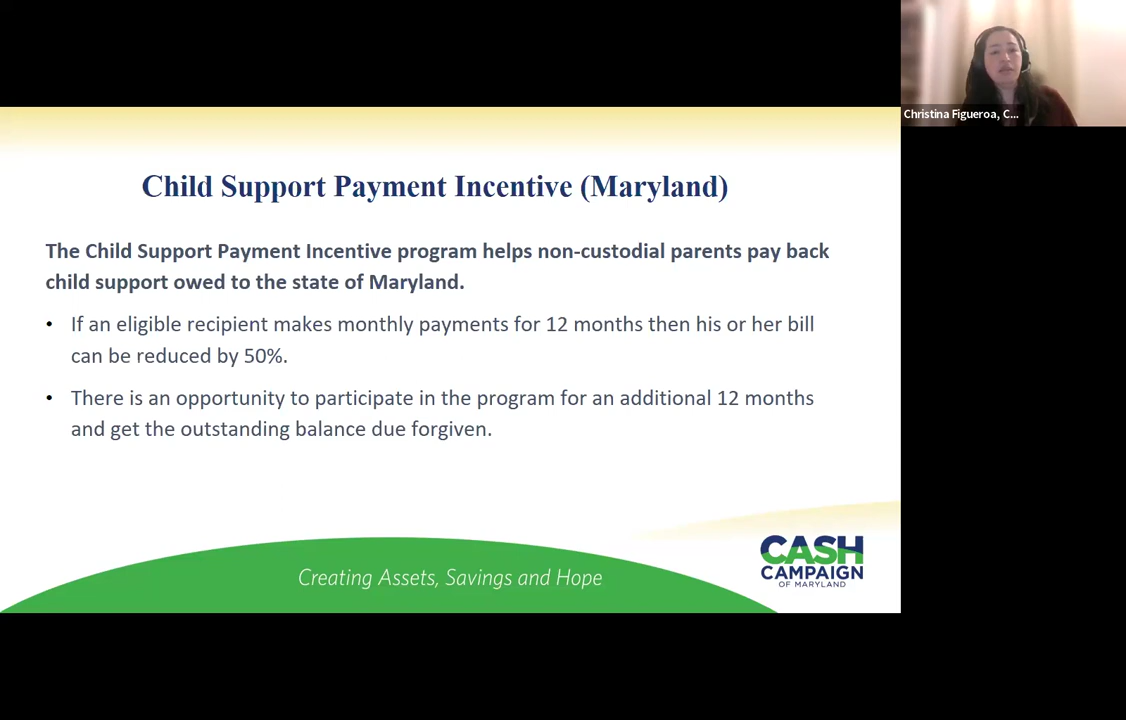 Christina Figueroa, C...
Child Support Payment Incentive (Maryland)
The Child Support Payment Incentive program helps non-custodial parents pay back
child support owed to the state of Maryland.
• If an eligible recipient makes monthly payments for 12 months then his or her bill
can be reduced by 50%.
• There is an opportunity to participate in the program for an additional 12 months
and get the outstanding balance due forgiven.
Creating Assets, Savings and Hope
CASH
CAMPAIGN
OF MARYLAND